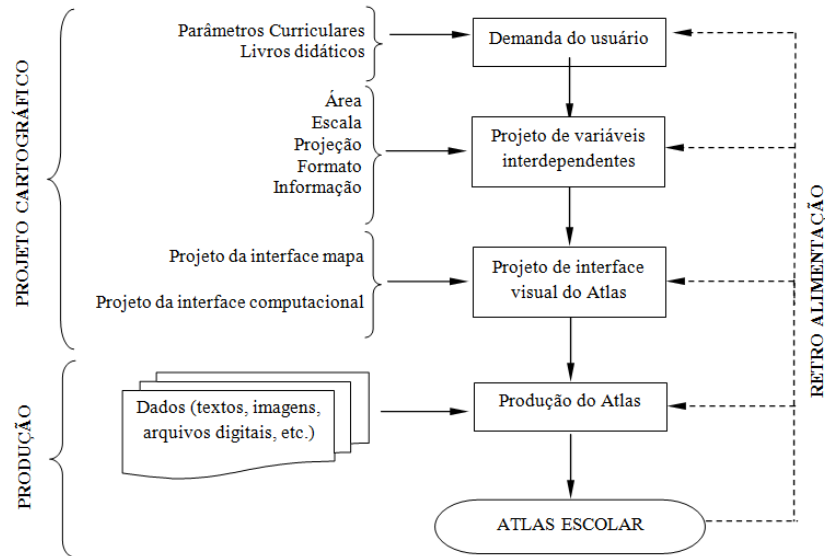 PROJETO CARTOGRÁFICO
Parâmetros Curriculares
Livros didáticos
Demanda do usuário
Área
Escala
Projeção
Formato
Informação
Projeto de variáveis
interdependentes
Projeto da interface mapa
Projeto da interface computacional
Projeto de interface
visual do Atlas
RETRO ALIMENTAÇÃO
PRODUÇÃO
Dados (textos, imagens,
arquivos digitais, etc.)
Produção do Atlas
ATLAS ESCOLAR